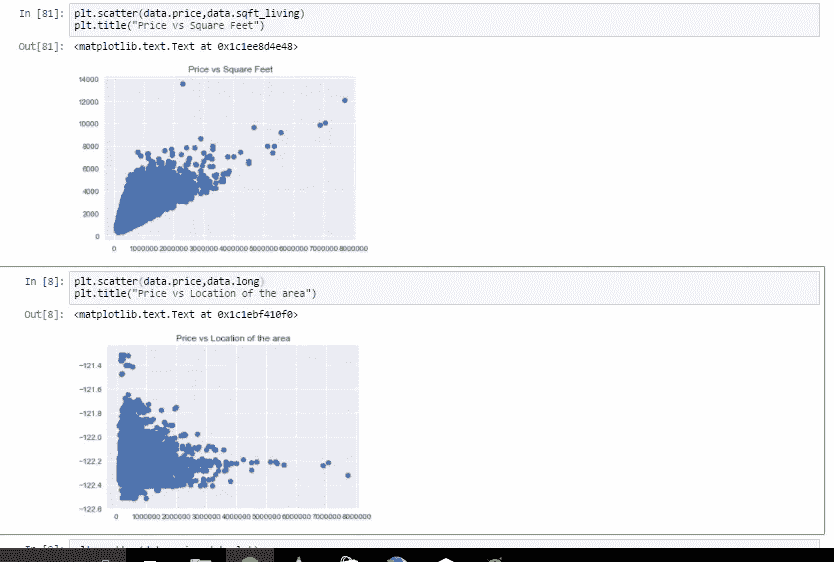 In [81]: plt.scatter(data.price,data.sqft_living)
plt.title("Price vs Square Feet")
Out[81]: <matplotlib.text.Text at 0x1c1ee8d4e48>
Price vs Square Feet
14000
12000
10000
8000
6000
4000
2000
0
0 1000000 2000000 3000000 4000000 5000000 6000000 7000000 8000000
In [8]: plt.scatter(data.price,data.long)
plt.title("Price vs Location of the area")
Out[8]: <matplotlib.text.Text at 0x1c1ebf410f0>
Price vs Location of the area
−121.4
−121.6
−121.8
−122.0
−122.2
−122.4
−122.6
0 1000000 2000000 3000000 4000000 5000000 6000000 7000000 8000000